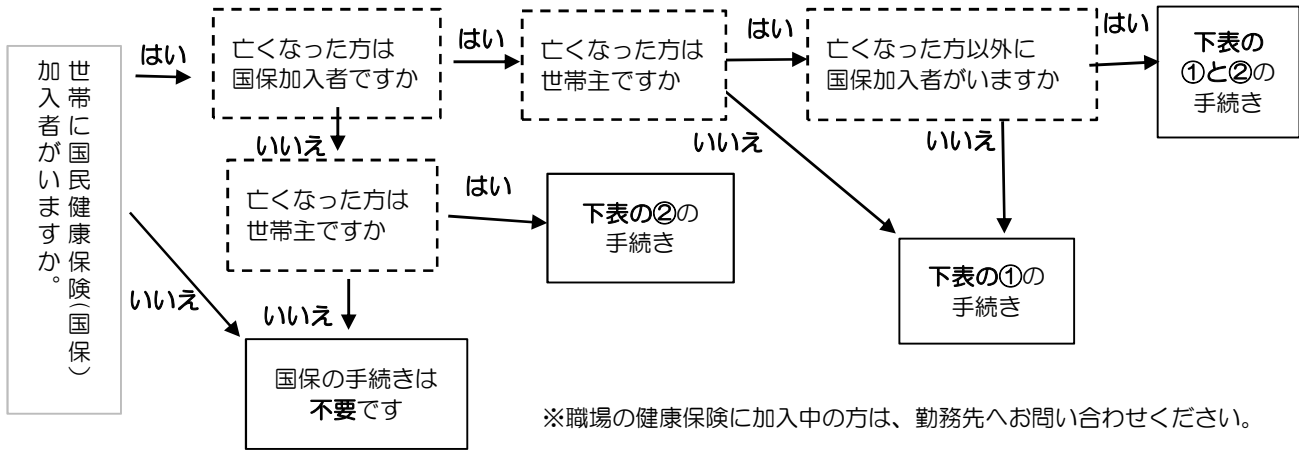 世帯に国民健康保険(国保)
加入者がいますか。
はい
亡くなった方は
国保加入者ですか
はい
亡くなった方は
世帯主ですか
はい
亡くなった方以外に
国保加入者がいますか
はい
下表の
①と②の
手続き
いいえ
いいえ
いいえ
亡くなった方は
世帯主ですか
はい
下表の②の
手続き
下表の①の
手続き
いいえ
いいえ
国保の手続きは
不要です
※職場の健康保険に加入中の方は、勤務先へお問い合わせください。